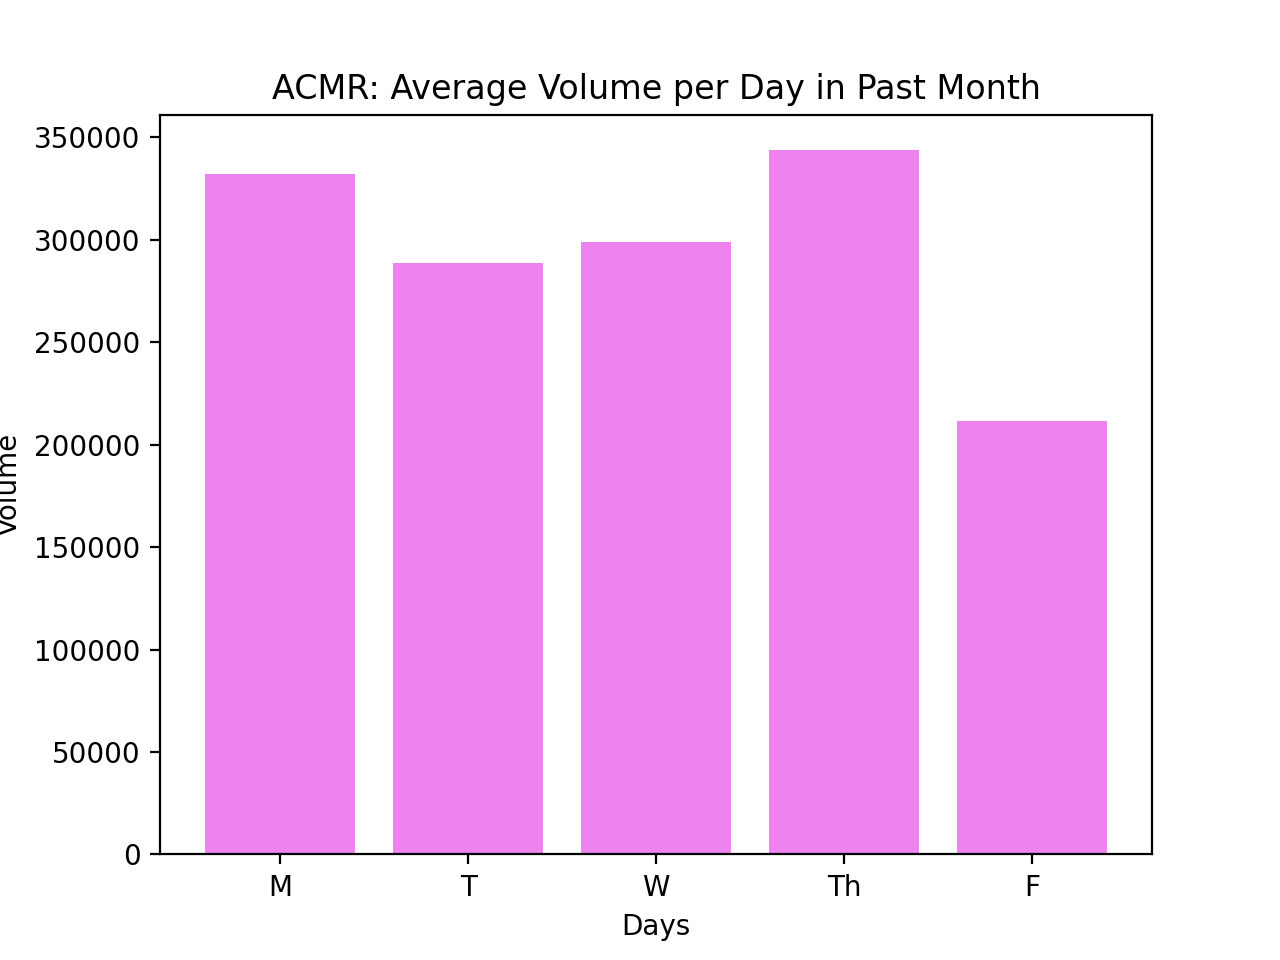 ACMR: Average Volume per Day in Past Month
350000
300000
250000
200000
150000
100000
50000
0
Volume
M T W Th F
Days